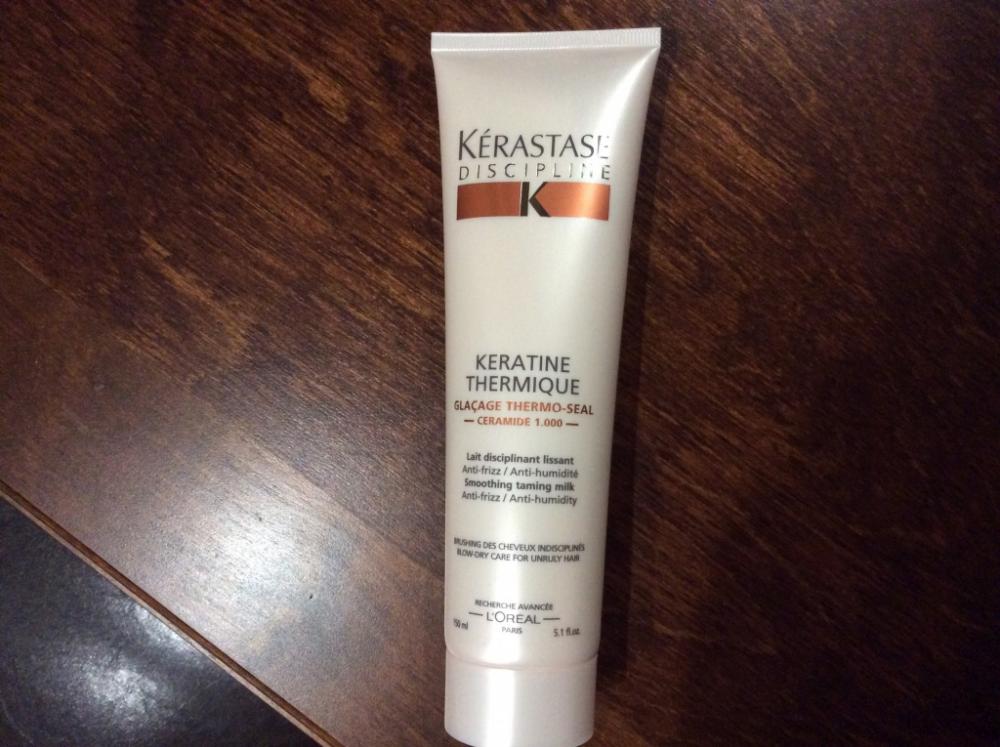 KÉRASTASE
DISCIPLINE
K
KERATINE
THERMIQUE
GLAÇAGE THERMO-SEAL
— CERAMIDE 1.000 —
Lait disciplinant lissant
Anti-frizz / Anti-humidité
Smoothing taming milk
Anti-frizz / Anti-humidity
BRUSHING DES CHEVEUX INDISCIPLINÉS
BLOW-DRY CARE FOR UNRULY HAIR
RECHERCHE AVANCÉE
— L'ORÉAL —
PARIS
150 ml 5.1 fl.oz.